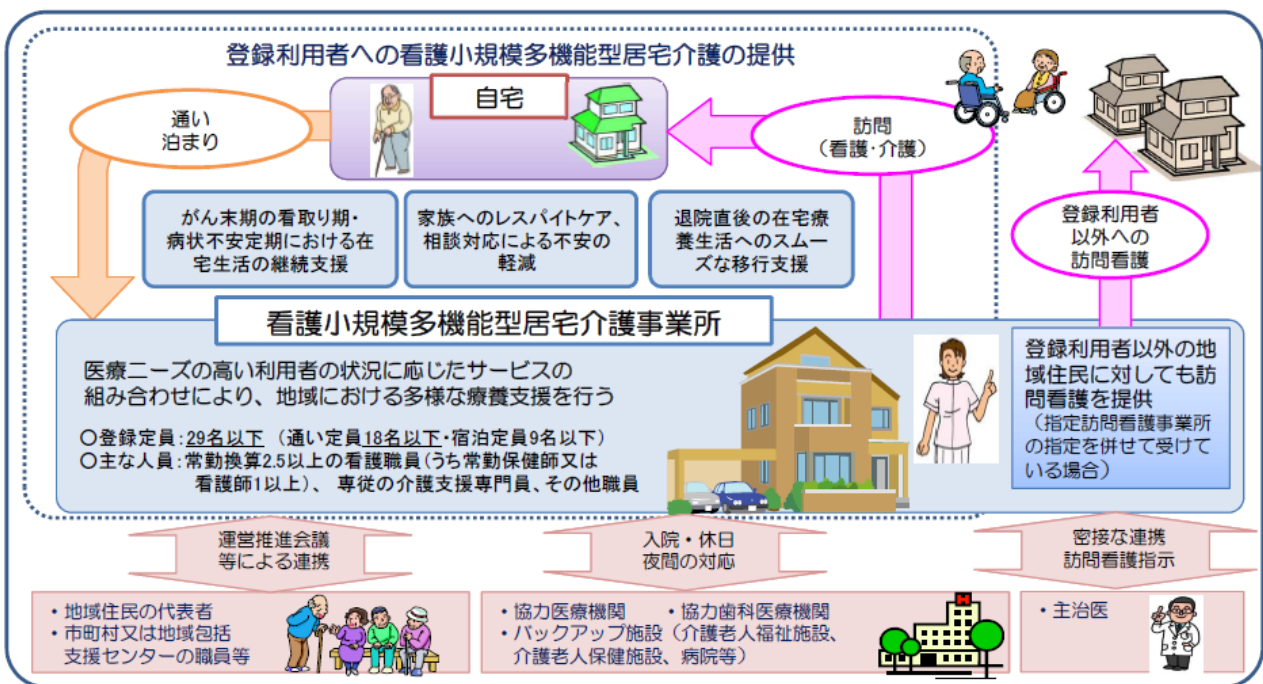 登録利用者への看護小規模多機能型居宅介護の提供
自宅
通い
泊まり
訪問
（看護・介護）
がん末期の看取り期・
病状不安定期における在
宅生活の継続支援
家族へのレスパイトケア、
相談対応による不安の
軽減
退院直後の在宅療
養生活へのスムー
ズな移行支援
登録利用者
以外への
訪問看護
看護小規模多機能型居宅介護事業所
医療ニーズの高い利用者の状況に応じたサービスの
組み合わせにより、地域における多様な療養支援を行う
○登録定員：29名以下（通い定員18名以下・宿泊定員9名以下）
○主な人員：常勤換算2.5以上の看護職員（うち常勤保健師又は
看護師1以上）、専従の介護支援専門員、その他職員
登録利用者以外の地
域住民に対しても訪
問看護を提供
（指定訪問看護事業所
の指定を併せて受けて
いる場合）
運営推進会議
等による連携
入院・休日
夜間の対応
密接な連携
訪問看護指示
・地域住民の代表者
・市町村又は地域包括
支援センターの職員等
・協力医療機関　・協力歯科医療機関
・バックアップ施設（介護老人福祉施設、
介護老人保健施設、病院等）
H
・主治医